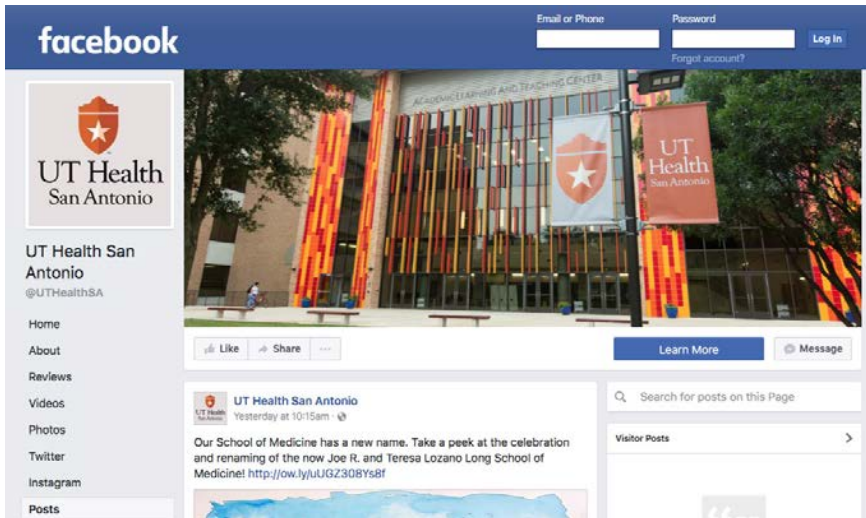 facebook
Email or Phone
Password
Log In
Forgot account?
UT Health
San Antonio
ACADEMIC LEARNING AND TEACHING CENTER
UT
Health
San Antonio
UT Health San
Antonio
@UTHealthSA
Home
About
Reviews
Videos
Photos
Twitter
Instagram
Posts
Like
Share
Learn More
Message
UT Health
San Antonio
UT Health San Antonio
Yesterday at 10:15am ·
Our School of Medicine has a new name. Take a peek at the celebration
and renaming of the now Joe R. and Teresa Lozano Long School of
Medicine! http://ow.ly/uUGZ308Ys8f
Search for posts on this Page
Visitor Posts